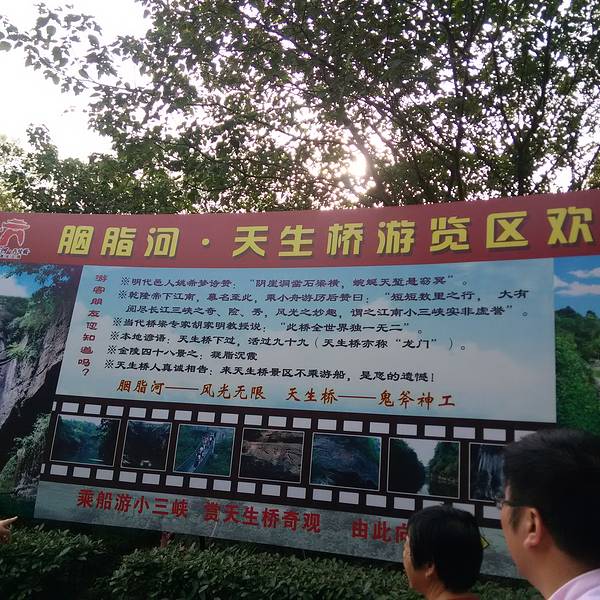 胭脂河·天生桥游览区欢
游客朋友您知道吗?
※明代邑人姚希梦诗赞:"阴崖洞凿石梁横,蜿蜒天堑是窈冥"。
※乾隆帝下江南,慕名至此,乘小舟游历后赞曰:"短短数里之行,大有
阅尽长江三峡之奇、险、秀,风光之妙趣,谓之江南小三峡实非虚誉"。
※当代桥梁专家胡家明教授说:"此桥全世界独一无二"。
※本地谚语:天生桥下过,活过九十九(天生桥亦称"龙门")。
※金陵四十八景之:凝脂沉霞
※天生桥人真诚相告:来天生桥景区不乘游船,是您的遗憾!
胭脂河——风光无限 天生桥——鬼斧神工
乘船游小三峡 赏天生桥奇观 由此向